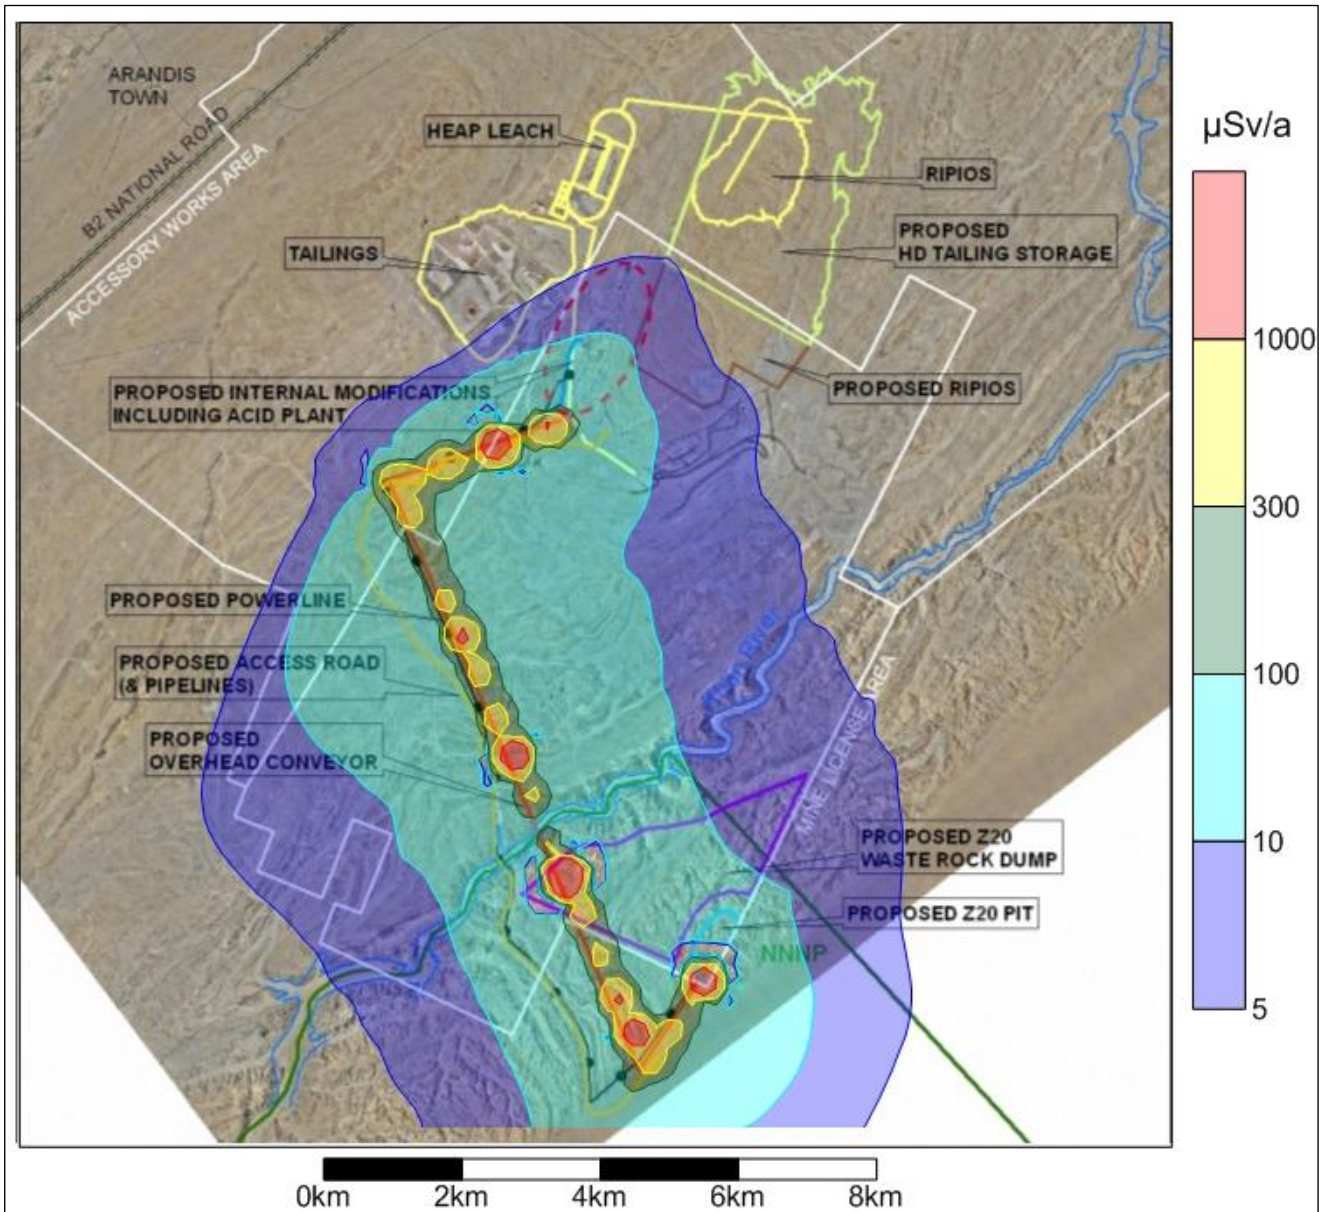 ARANDIS
TOWN
B2 NATIONAL ROAD
ACCESSORY WORKS AREA
HEAP LEACH
RIPIOS
PROPOSED
HD TAILING STORAGE
TAILINGS
PROPOSED INTERNAL MODIFICATIONS
INCLUDING ACID PLANT
PROPOSED RIPIOS
PROPOSED POWERLINE
PROPOSED ACCESS ROAD
(& PIPELINES)
PROPOSED
OVERHEAD CONVEYOR
River
MINE LICENSE AREA
PROPOSED Z20
WASTE ROCK DUMP
PROPOSED Z20 PIT
NNNP
µSv/a
1000
300
100
10
5
0km 2km 4km 6km 8km